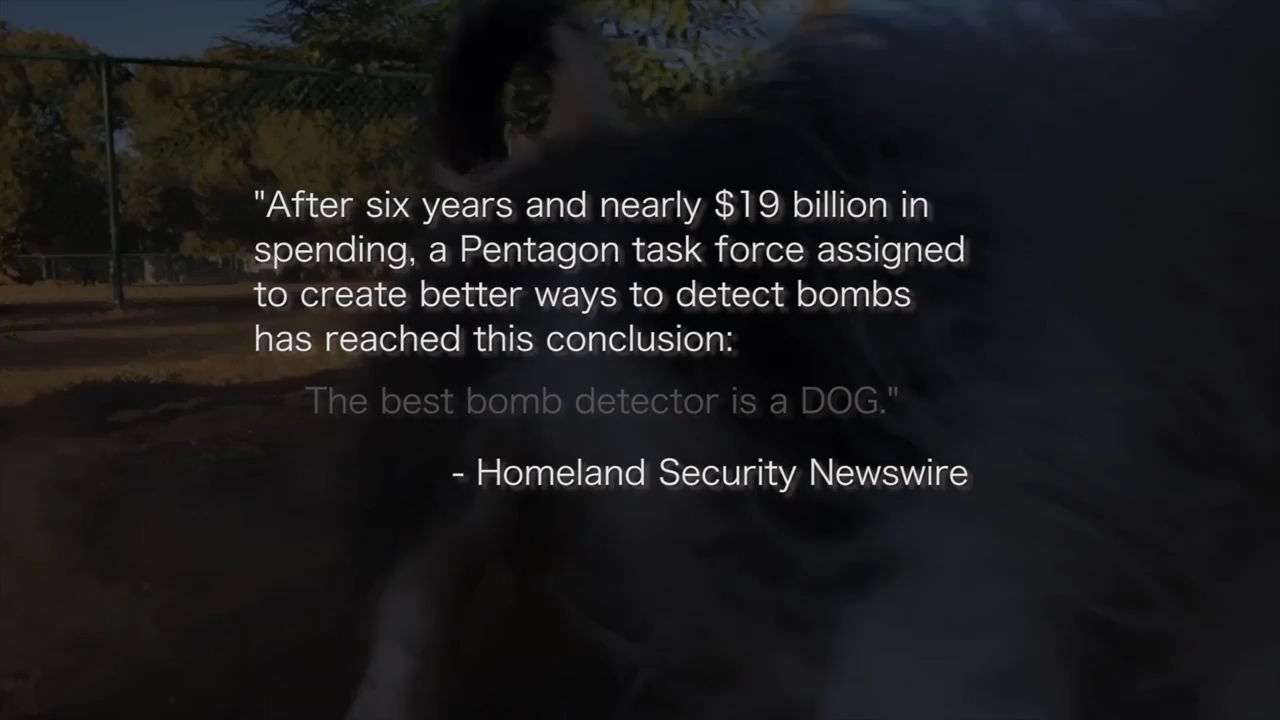 "After six years and nearly $19 billion in
spending, a Pentagon task force assigned
to create better ways to detect bombs
has reached this conclusion:
The best bomb detector is a DOG."
- Homeland Security Newswire